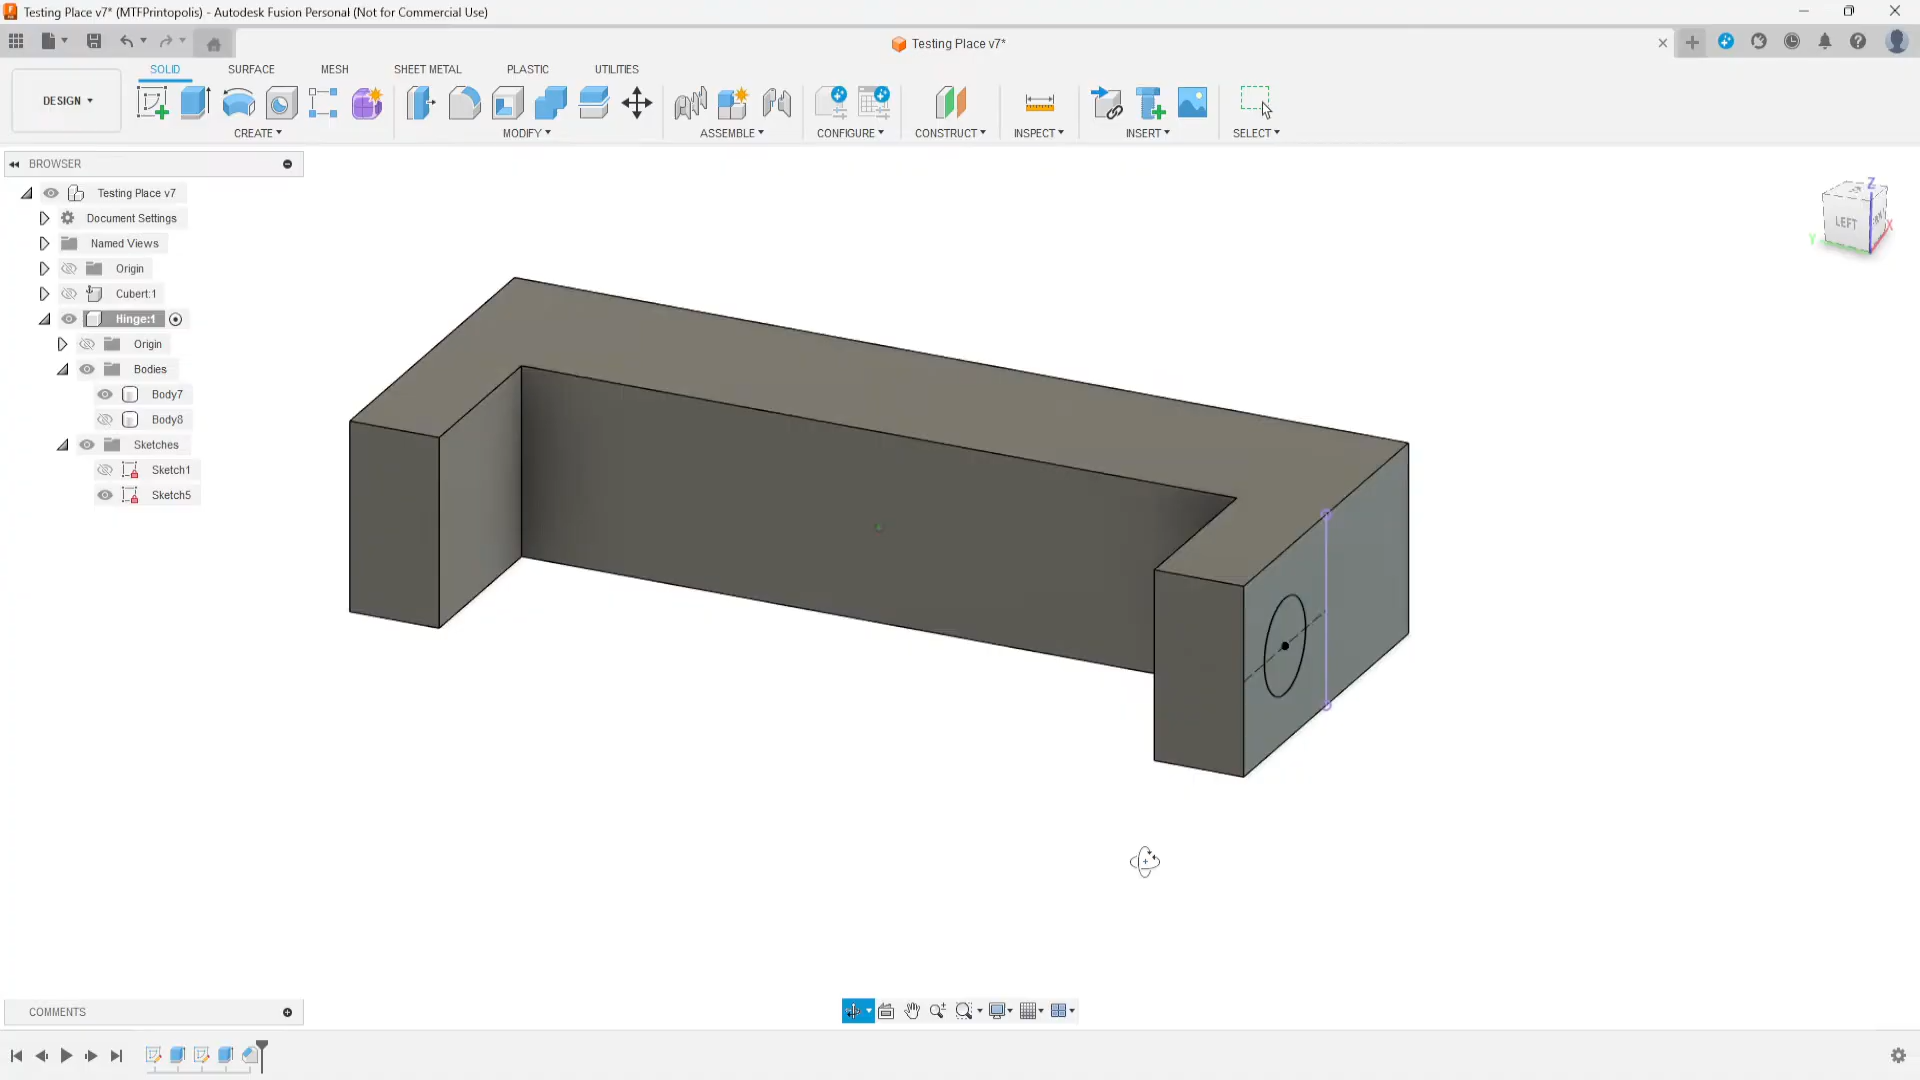 Testing Place v7* (MTFPrintopolis) - Autodesk Fusion Personal (Not for Commercial Use)
Testing Place v7*
SOLID SURFACE MESH SHEET METAL PLASTIC UTILITIES
DESIGN
CREATE MODIFY ASSEMBLE CONFIGURE CONSTRUCT INSPECT INSERT SELECT
BROWSER
Testing Place v7
Document Settings
Named Views
Origin
Cubert:1
Hinge:1
Origin
Bodies
Body7
Body8
Sketches
Sketch1
Sketch5
Z
LEFT
X
Y
COMMENTS